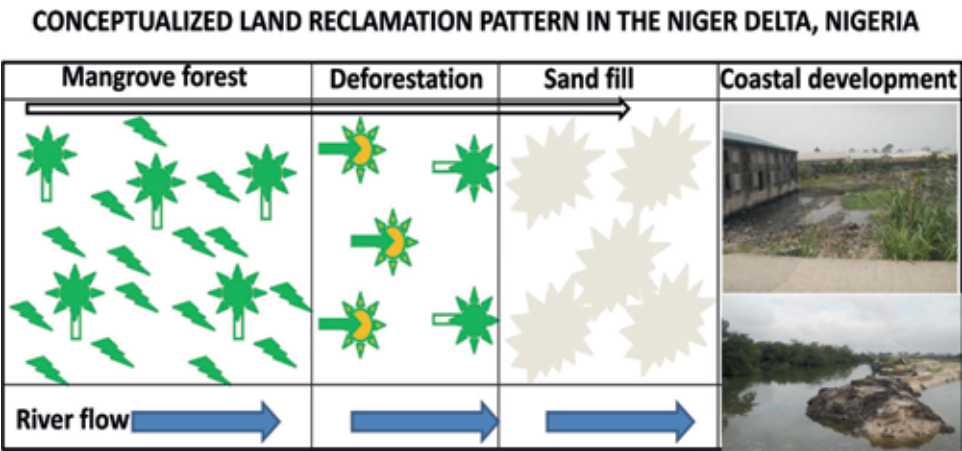 CONCEPTUALIZED LAND RECLAMATION PATTERN IN THE NIGER DELTA, NIGERIA
Mangrove forest
Deforestation
Sand fill
Coastal development
River flow